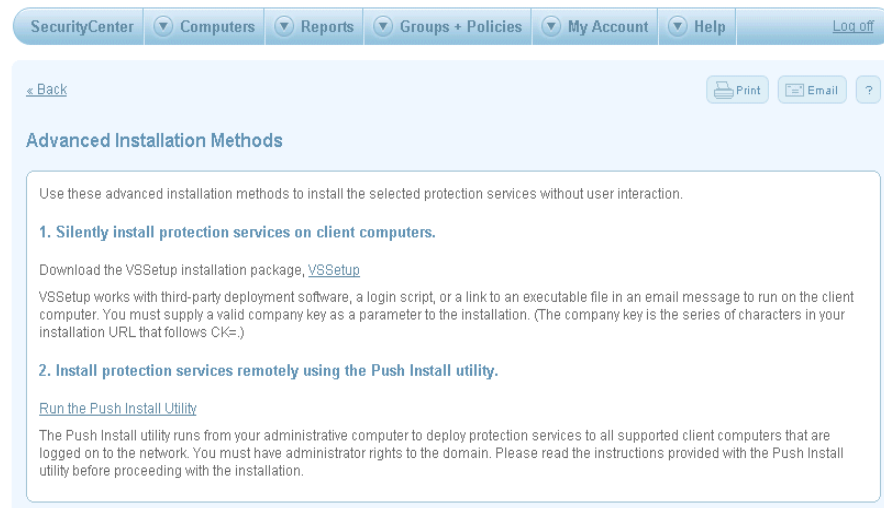 SecurityCenter Computers Reports Groups + Policies My Account Help Log off
« Back Print Email ?
Advanced Installation Methods
Use these advanced installation methods to install the selected protection services without user interaction.
1. Silently install protection services on client computers.
Download the VSSetup installation package, VSSetup
VSSetup works with third-party deployment software, a login script, or a link to an executable file in an email message to run on the client
computer. You must supply a valid company key as a parameter to the installation. (The company key is the series of characters in your
installation URL that follows CK=.)
2. Install protection services remotely using the Push Install utility.
Run the Push Install Utility
The Push Install utility runs from your administrative computer to deploy protection services to all supported client computers that are
logged on to the network. You must have administrator rights to the domain. Please read the instructions provided with the Push Install
utility before proceeding with the installation.